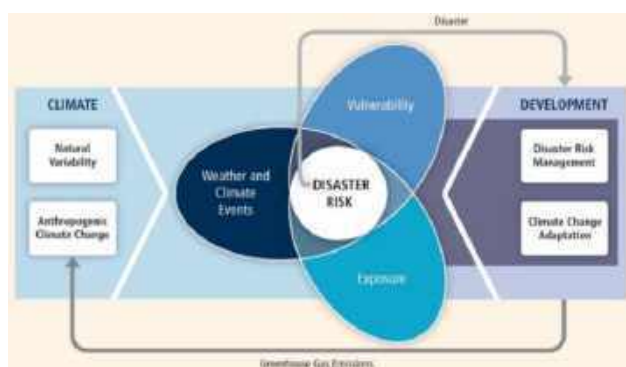 Disaster
CLIMATE
Natural
Variability
Anthropogenic
Climate Change
Weather and
Climate
Events
Vulnerability
DISASTER
RISK
Exposure
DEVELOPMENT
Disaster Risk
Management
Climate Change
Adaptation
Greenhouse Gas Emissions